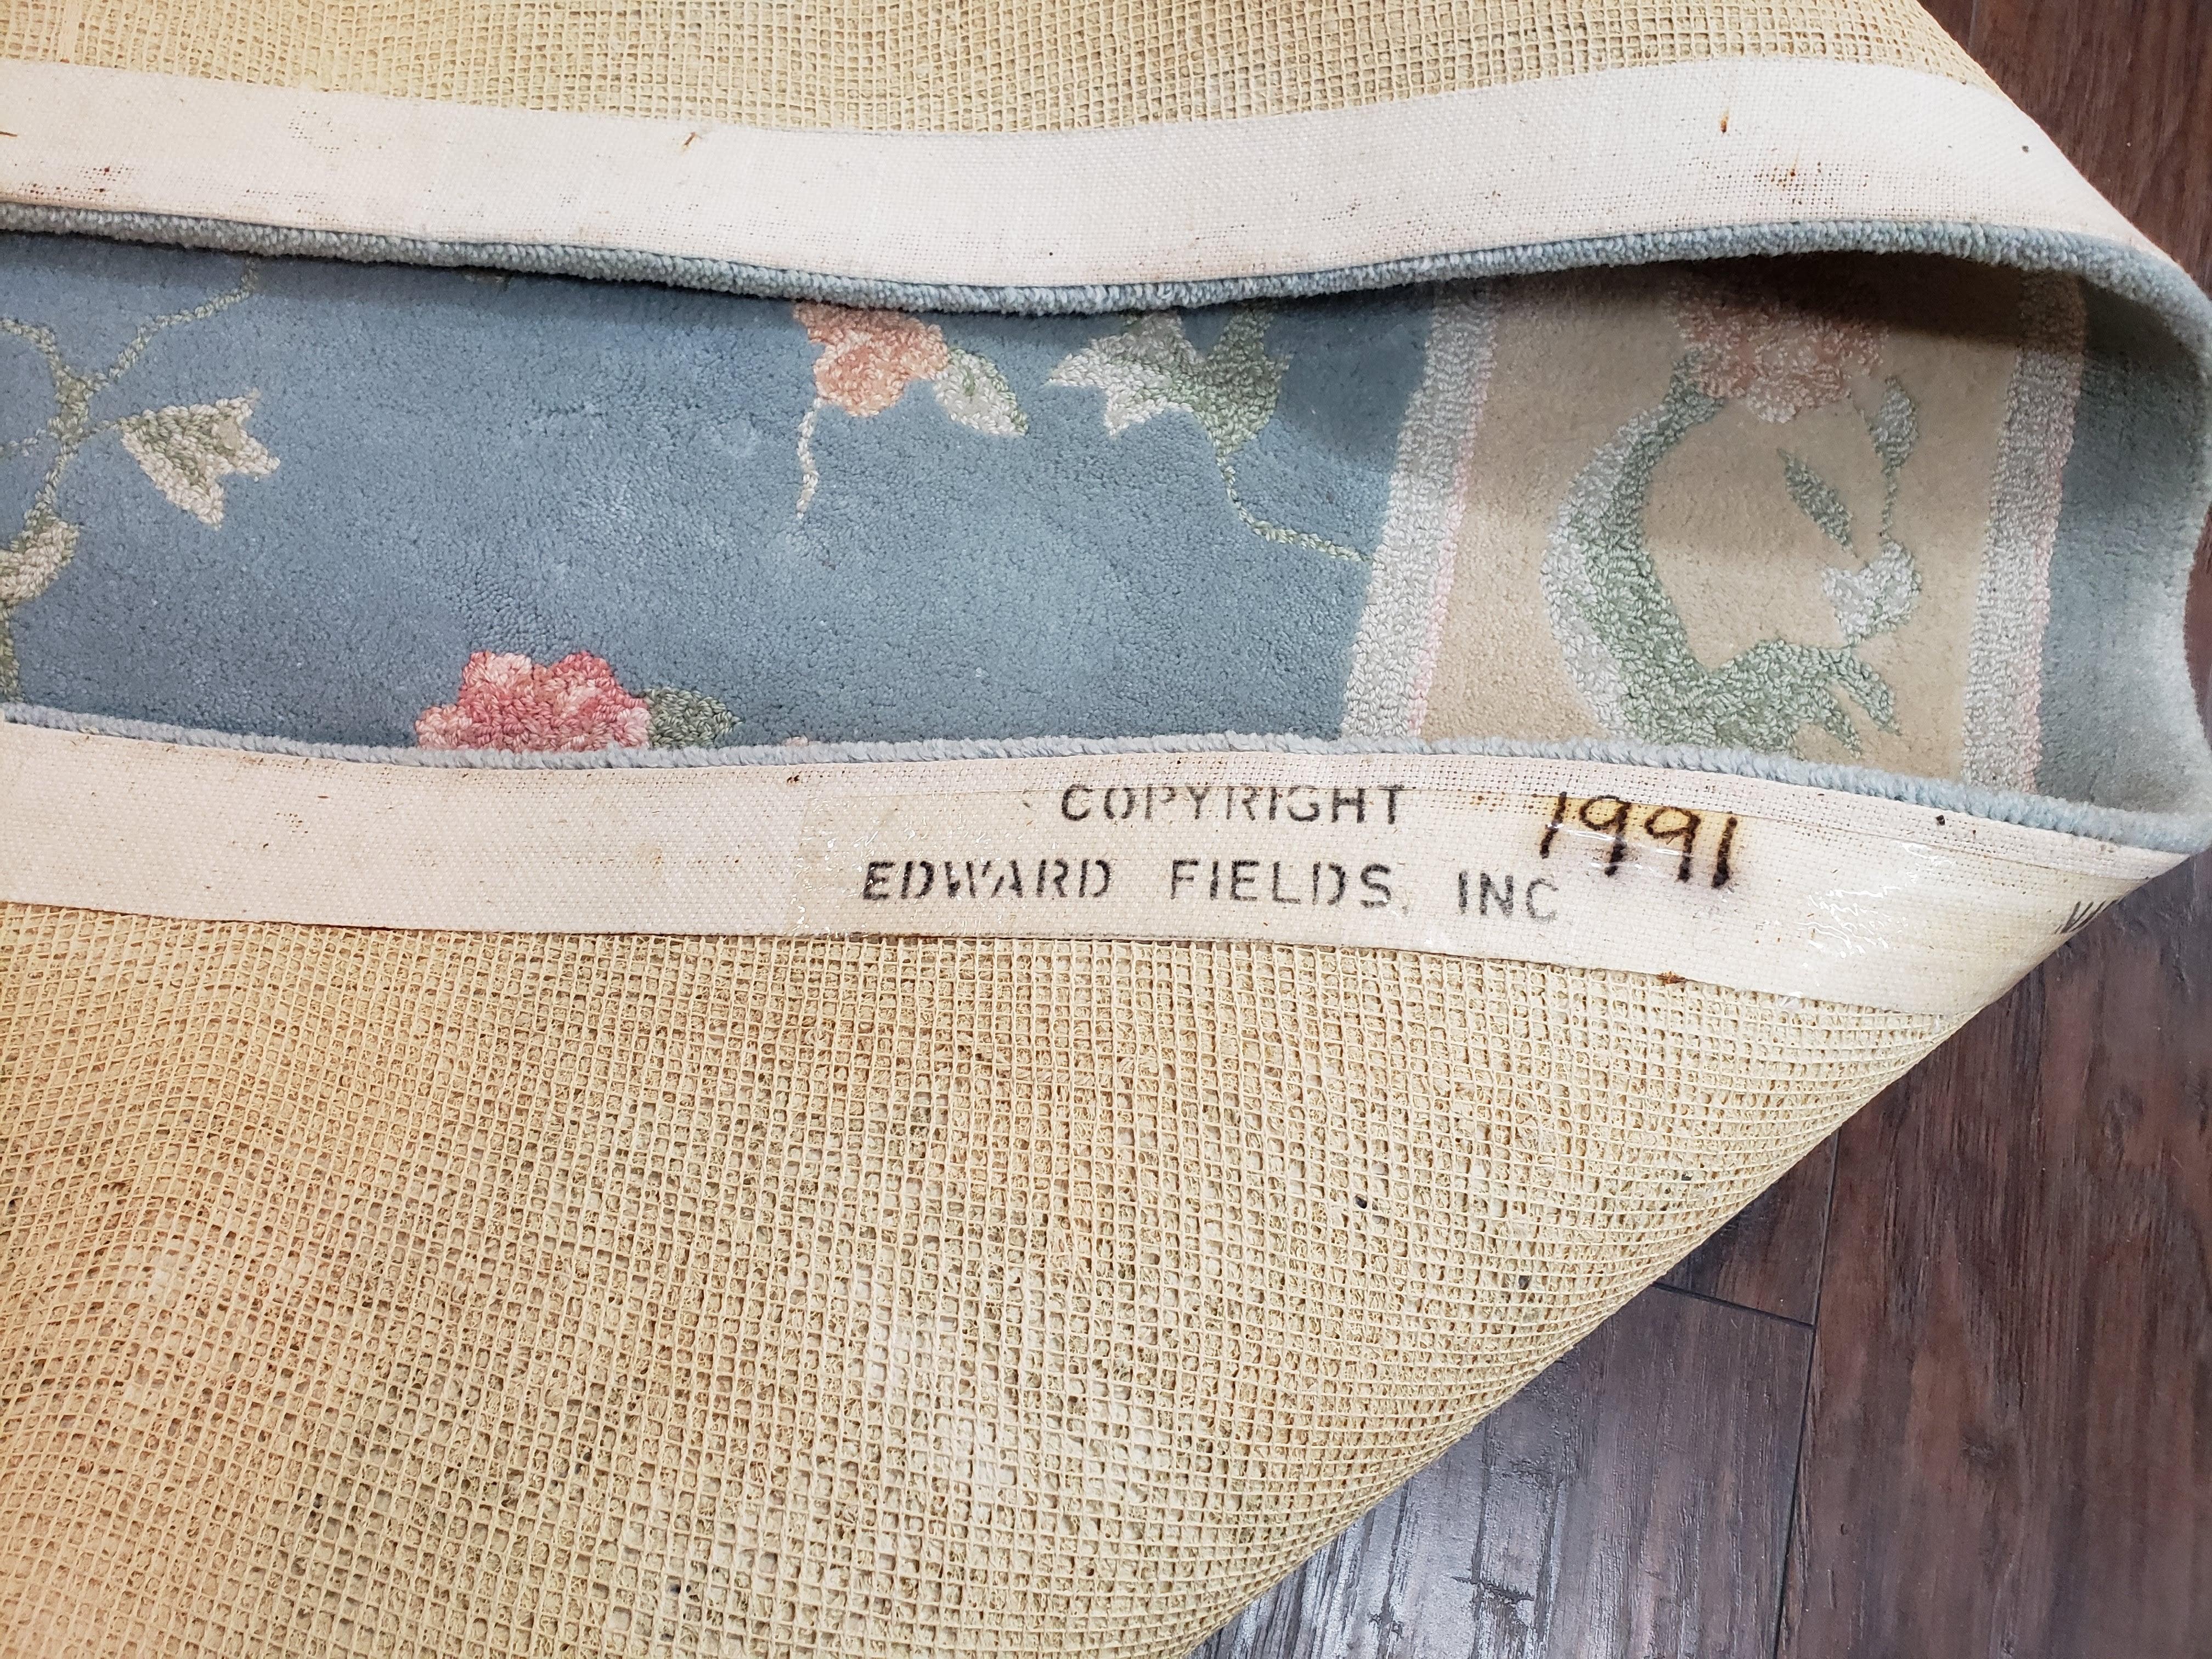 COPYRIGHT 1991
EDWARD FIELDS, INC